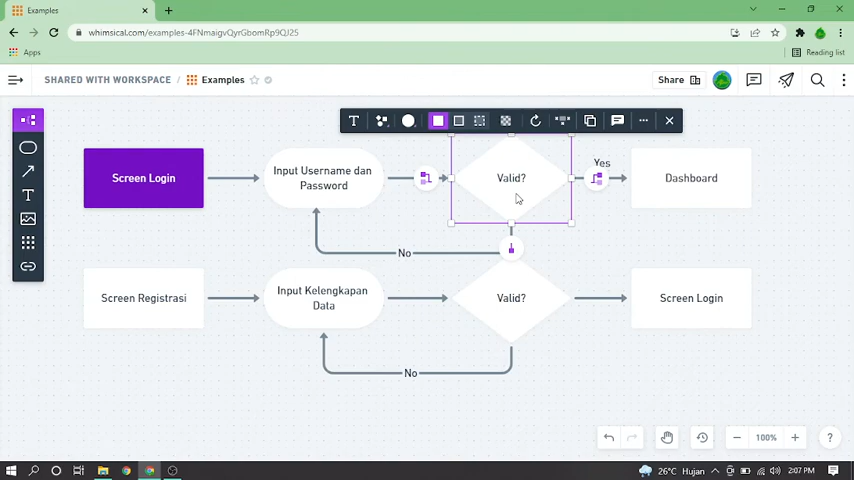 Examples
whimsical.com/examples-4FNmaigvQyrGbomRp9QJ25
Apps
Reading list
SHARED WITH WORKSPACE / Examples
Share
Screen Login
Input Username dan
Password
Valid?
Yes
Dashboard
No
Screen Registrasi
Input Kelengkapan
Data
Valid?
Screen Login
No
100%
26°C Hujan
2:07 PM